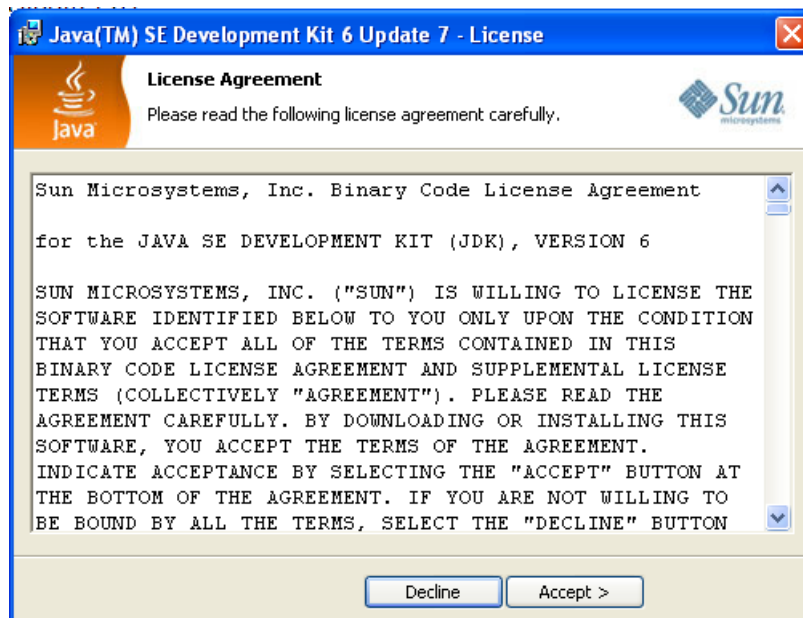 Java(TM) SE Development Kit 6 Update 7 - License
License Agreement
Please read the following license agreement carefully.
Java
Sun
microsystems
Sun Microsystems, Inc. Binary Code License Agreement
for the JAVA SE DEVELOPMENT KIT (JDK), VERSION 6
SUN MICROSYSTEMS, INC. ("SUN") IS WILLING TO LICENSE THE
SOFTWARE IDENTIFIED BELOW TO YOU ONLY UPON THE CONDITION
THAT YOU ACCEPT ALL OF THE TERMS CONTAINED IN THIS
BINARY CODE LICENSE AGREEMENT AND SUPPLEMENTAL LICENSE
TERMS (COLLECTIVELY "AGREEMENT"). PLEASE READ THE
AGREEMENT CAREFULLY. BY DOWNLOADING OR INSTALLING THIS
SOFTWARE, YOU ACCEPT THE TERMS OF THE AGREEMENT.
INDICATE ACCEPTANCE BY SELECTING THE "ACCEPT" BUTTON AT
THE BOTTOM OF THE AGREEMENT. IF YOU ARE NOT WILLING TO
BE BOUND BY ALL THE TERMS, SELECT THE "DECLINE" BUTTON
Decline
Accept >